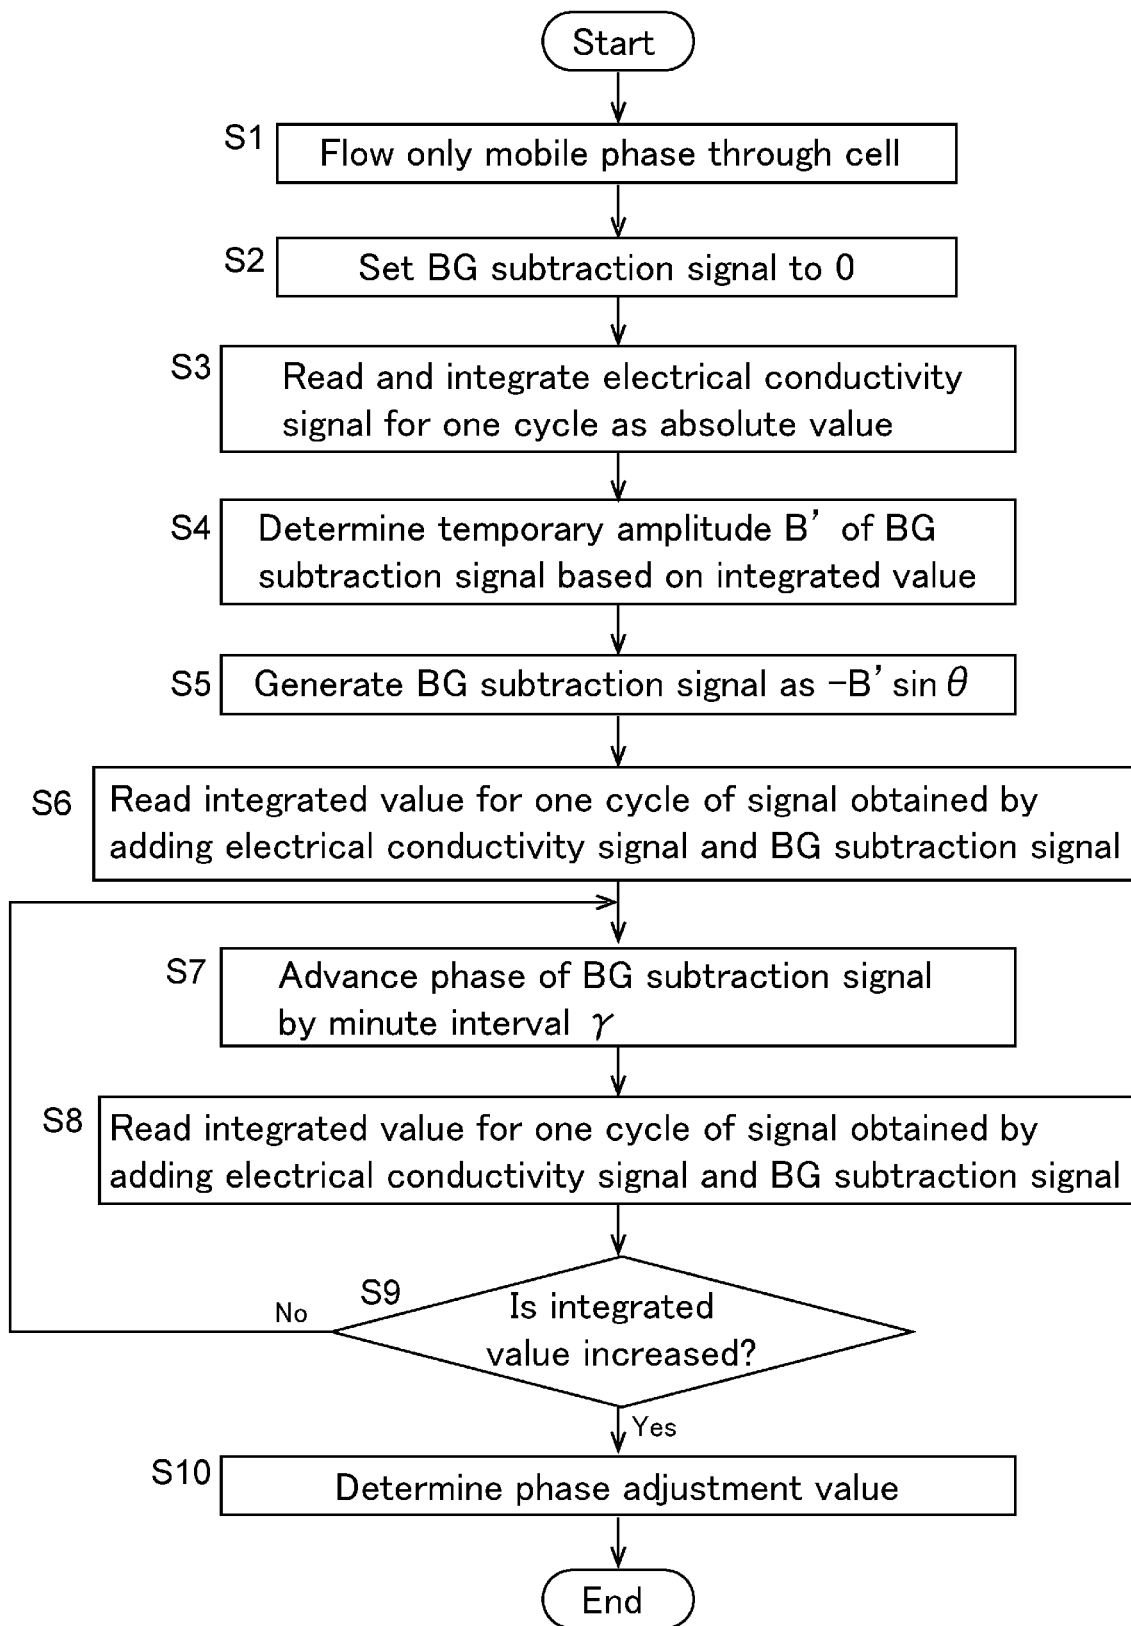 Start
S1
Flow only mobile phase through cell
S2
Set BG subtraction signal to 0
S3
Read and integrate electrical conductivity
signal for one cycle as absolute value
S4
Determine temporary amplitude B’ of BG
subtraction signal based on integrated value
S5
Generate BG subtraction signal as −B’ sin θ
S6
Read integrated value for one cycle of signal obtained by
adding electrical conductivity signal and BG subtraction signal
S7
Advance phase of BG subtraction signal
by minute interval γ
S8
Read integrated value for one cycle of signal obtained by
adding electrical conductivity signal and BG subtraction signal
S9
Is integrated
value increased?
No
Yes
S10
Determine phase adjustment value
End